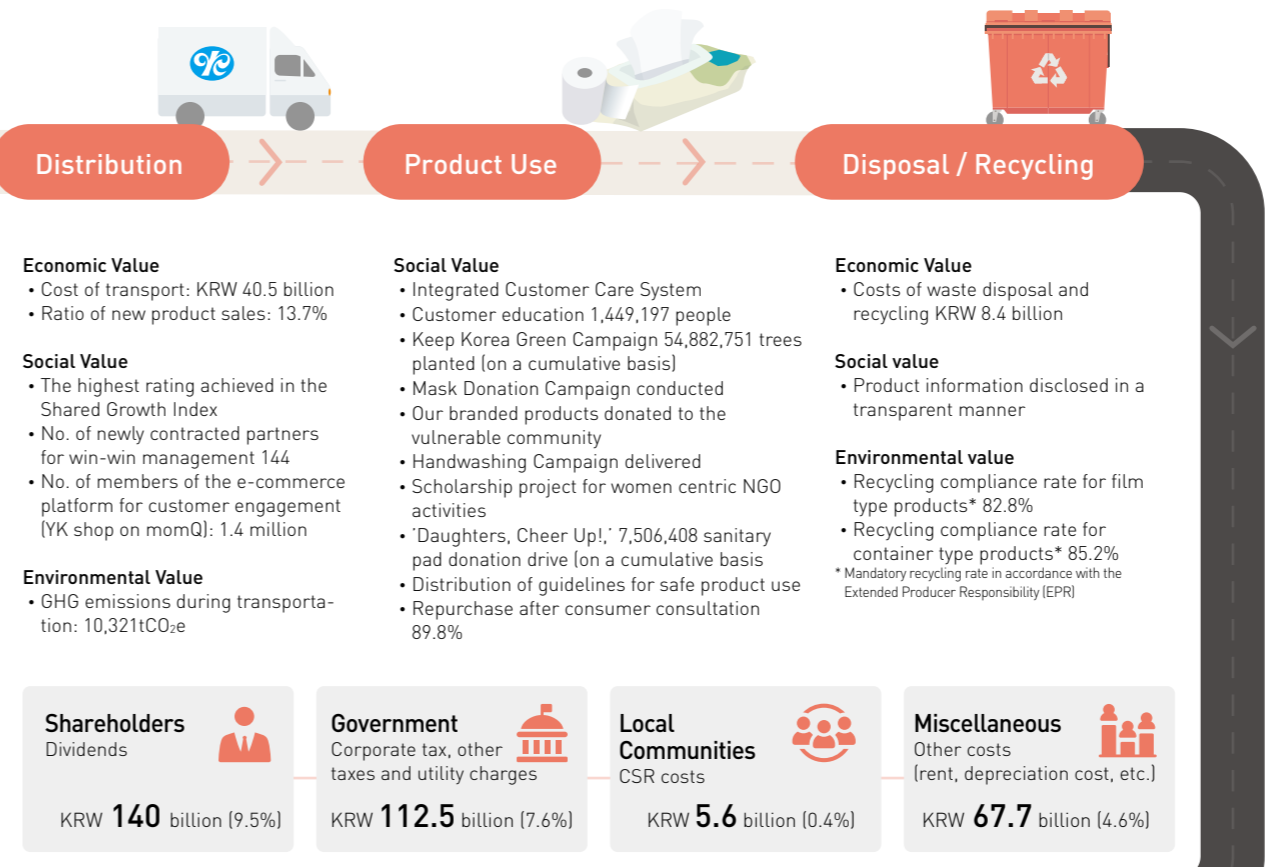 Distribution
Product Use
Disposal / Recycling
Economic Value
• Cost of transport: KRW 40.5 billion
• Ratio of new product sales: 13.7%
Social Value
• The highest rating achieved in the
Shared Growth Index
• No. of newly contracted partners
for win-win management 144
• No. of members of the e-commerce
platform for customer engagement
(YK shop on momQ): 1.4 million
Environmental Value
• GHG emissions during transporta-
tion: 10,321tCO₂e
Social Value
• Integrated Customer Care System
• Customer education 1,449,197 people
• Keep Korea Green Campaign 54,882,751 trees
planted (on a cumulative basis)
• Mask Donation Campaign conducted
• Our branded products donated to the
vulnerable community
• Handwashing Campaign delivered
• Scholarship project for women centric NGO
activities
• 'Daughters, Cheer Up!,' 7,506,408 sanitary
pad donation drive (on a cumulative basis
• Distribution of guidelines for safe product use
• Repurchase after consumer consultation
89.8%
Economic Value
• Costs of waste disposal and
recycling KRW 8.4 billion
Social value
• Product information disclosed in a
transparent manner
Environmental value
• Recycling compliance rate for film
type products* 82.8%
• Recycling compliance rate for
container type products* 85.2%
* Mandatory recycling rate in accordance with the
Extended Producer Responsibility (EPR)
Shareholders
Dividends
KRW 140 billion (9.5%)
Government
Corporate tax, other
taxes and utility charges
KRW 112.5 billion (7.6%)
Local
Communities
CSR costs
KRW 5.6 billion (0.4%)
Miscellaneous
Other costs
(rent, depreciation cost, etc.)
KRW 67.7 billion (4.6%)